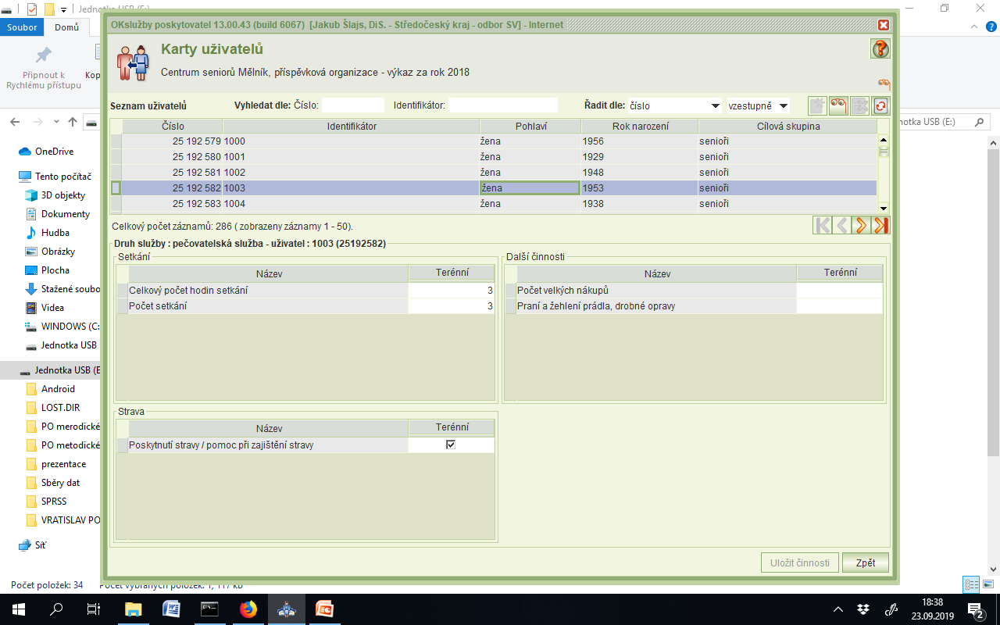 Jednotka USB (E:)
Soubor
Domů
Připnout k
Rychlému přístupu
Kop
OKslužby poskytovatel 13.00.43 (build 6067) [Jakub Šlajs, DiS. - Středočeský kraj - odbor SV] - Internet
Karty uživatelů
Centrum seniorů Mělník, příspěvková organizace - výkaz za rok 2018
Seznam uživatelů Vyhledat dle: Číslo: Identifikátor: Řadit dle: číslo vzestupně
Číslo Identifikátor Pohlaví Rok narození Cílová skupina
25 192 579 1000 žena 1956 senioři
25 192 580 1001 žena 1929 senioři
25 192 581 1002 žena 1948 senioři
25 192 582 1003 žena 1953 senioři
25 192 583 1004 žena 1938 senioři
Celkový počet záznamů: 286 ( zobrazeny záznamy 1 - 50).
Druh služby : pečovatelská služba - uživatel : 1003 (25192582)
Setkání
Název Terénní
Celkový počet hodin setkání 3
Počet setkání 3
Další činnosti
Název Terénní
Počet velkých nákupů
Praní a žehlení prádla, drobné opravy
Strava
Název Terénní
Poskytnutí stravy / pomoc při zajištění stravy
Uložit činnosti Zpět
dnotka USB (E:)
OneDrive
Tento počítač
3D objekty
Dokumenty
Hudba
Obrázky
Plocha
Stažené soubo
Videa
WINDOWS (C:
Jednotka USB
Jednotka USB (E
Android
LOST.DIR
PO merodické
PO metodické
prezentace
Sběry dat
SPRSS
VRATISLAV PO
Síť
Počet položek: 34 Počet vybraných položek: 1, 117 kB
18:38
23.09.2019
2